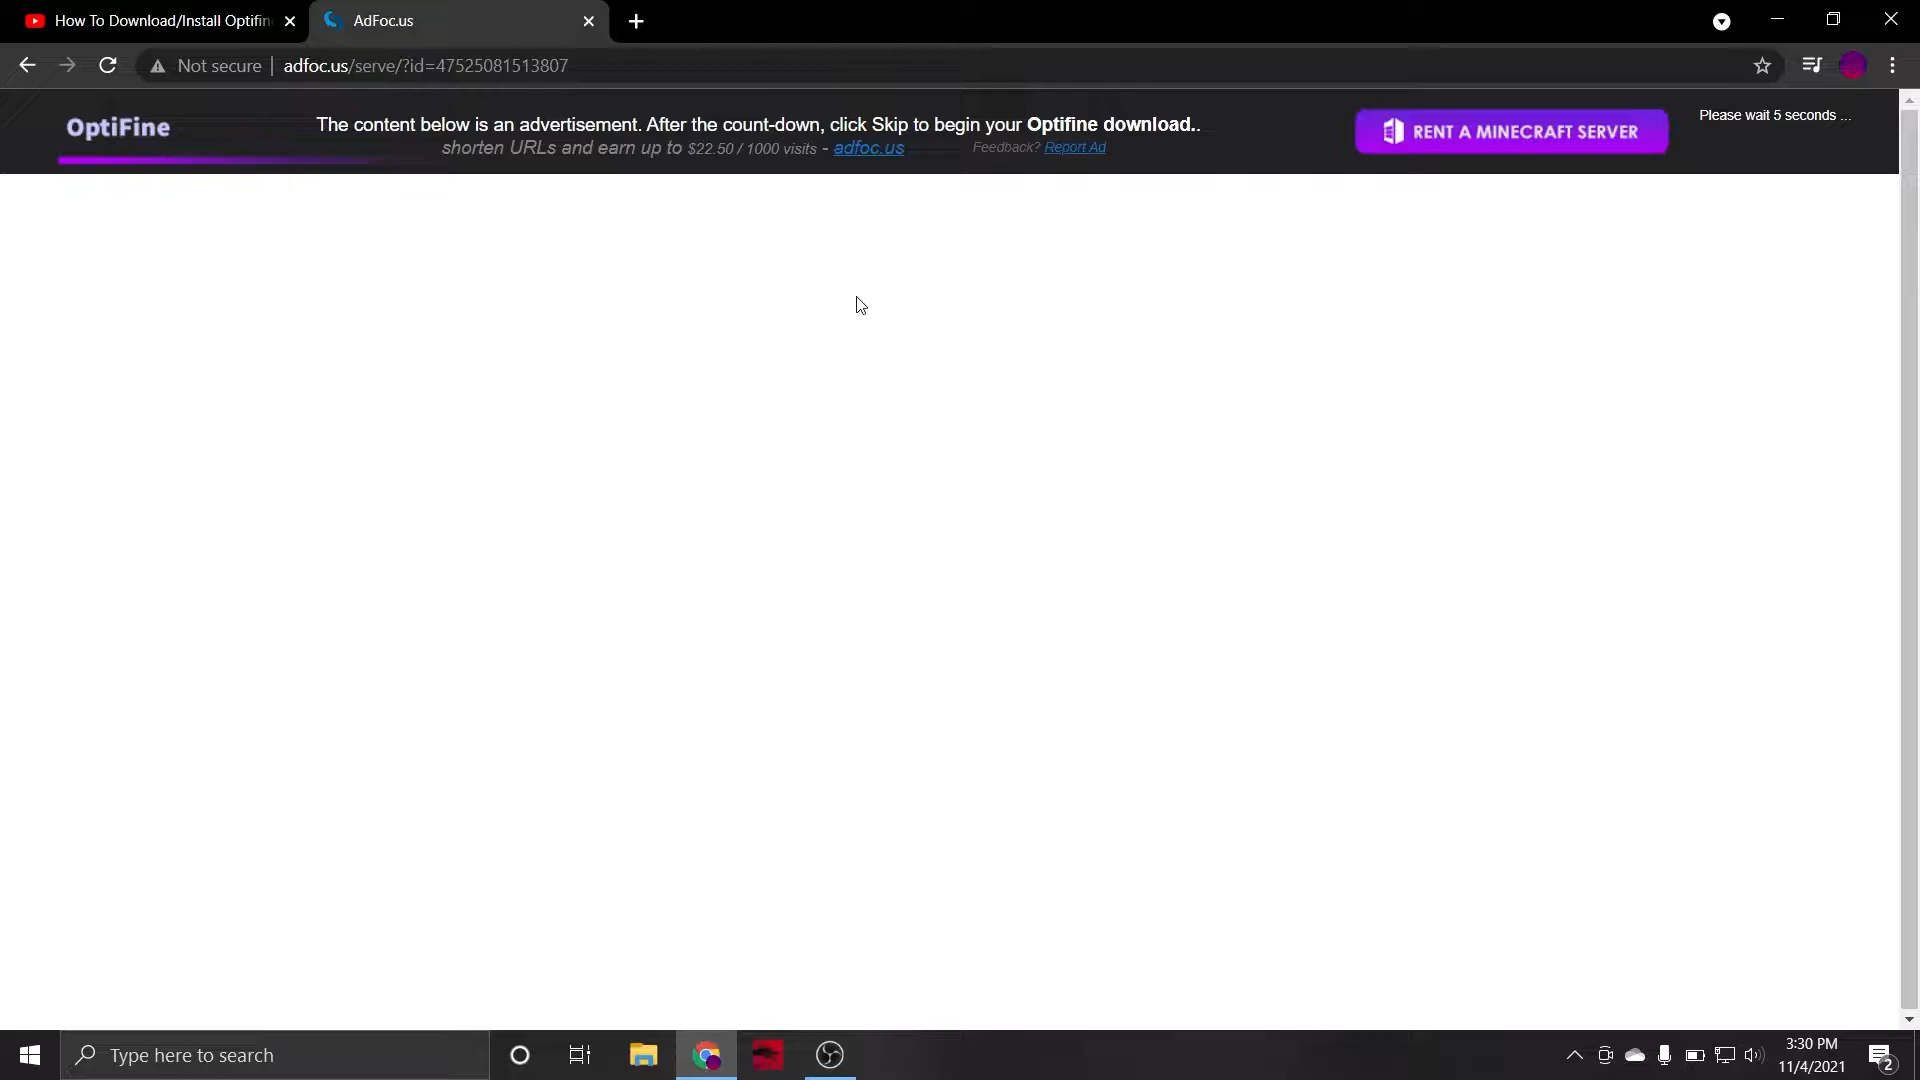 How To Download/Install Optifin
AdFoc.us
Not secure
adfoc.us/serve/?id=47525081513807
OptiFine
The content below is an advertisement. After the count-down, click Skip to begin your Optifine download..
shorten URLs and earn up to $22.50 / 1000 visits - adfoc.us
Feedback? Report Ad
RENT A MINECRAFT SERVER
Please wait 5 seconds ...
Type here to search
3:30 PM
11/4/2021
2